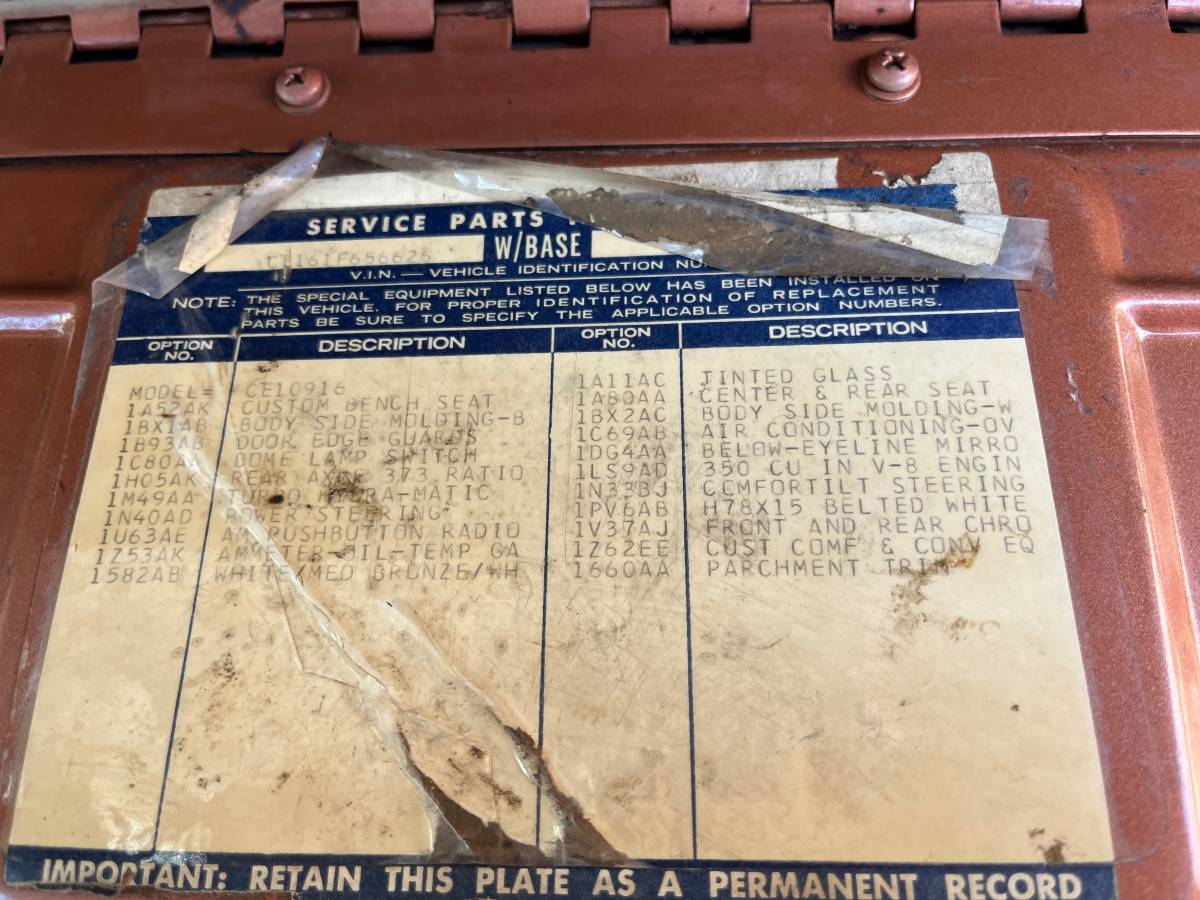 SERVICE PARTS
CE161F656626 W/BASE
V.I.N. — VEHICLE IDENTIFICATION
NOTE: THE SPECIAL EQUIPMENT LISTED BELOW HAS BEEN INSTALLED ON
THIS VEHICLE. FOR PROPER IDENTIFICATION OF REPLACEMENT
PARTS BE SURE TO SPECIFY THE APPLICABLE OPTION NUMBERS.
OPTION NO. DESCRIPTION OPTION NO. DESCRIPTION
MODEL= CE10916
1A52AK CUSTOM BENCH SEAT
1BX1AB BODY SIDE MOLDING-B
1B93AB DOOR EDGE GUARDS
1C80A DOME LAMP SWITCH
1H05AK REAR AXLE 373 RATIO
1M49AA TURBO HYDRA-MATIC
1N40AD POWER STEERING
1U63AE AM PUSHBUTTON RADIO
1Z53AK AMMETER-OIL-TEMP GA
1582AB WHITE/MED BRONZE/WH
1A11AC TINTED GLASS
1A80AA CENTER & REAR SEAT
1BX2AC BODY SIDE MOLDING-W
1C69AB AIR CONDITIONING-OV
1DG4AA BELOW-EYELINE MIRRO
1LS9AD 350 CU IN V-8 ENGIN
1N33BJ COMFORTILT STEERING
1PV6AB H78X15 BELTED WHITE
1V37AJ FRONT AND REAR CHRO
1Z62EE CUST COMF & CONV EQ
1660AA PARCHMENT TRIM
IMPORTANT: RETAIN THIS PLATE AS A PERMANENT RECORD